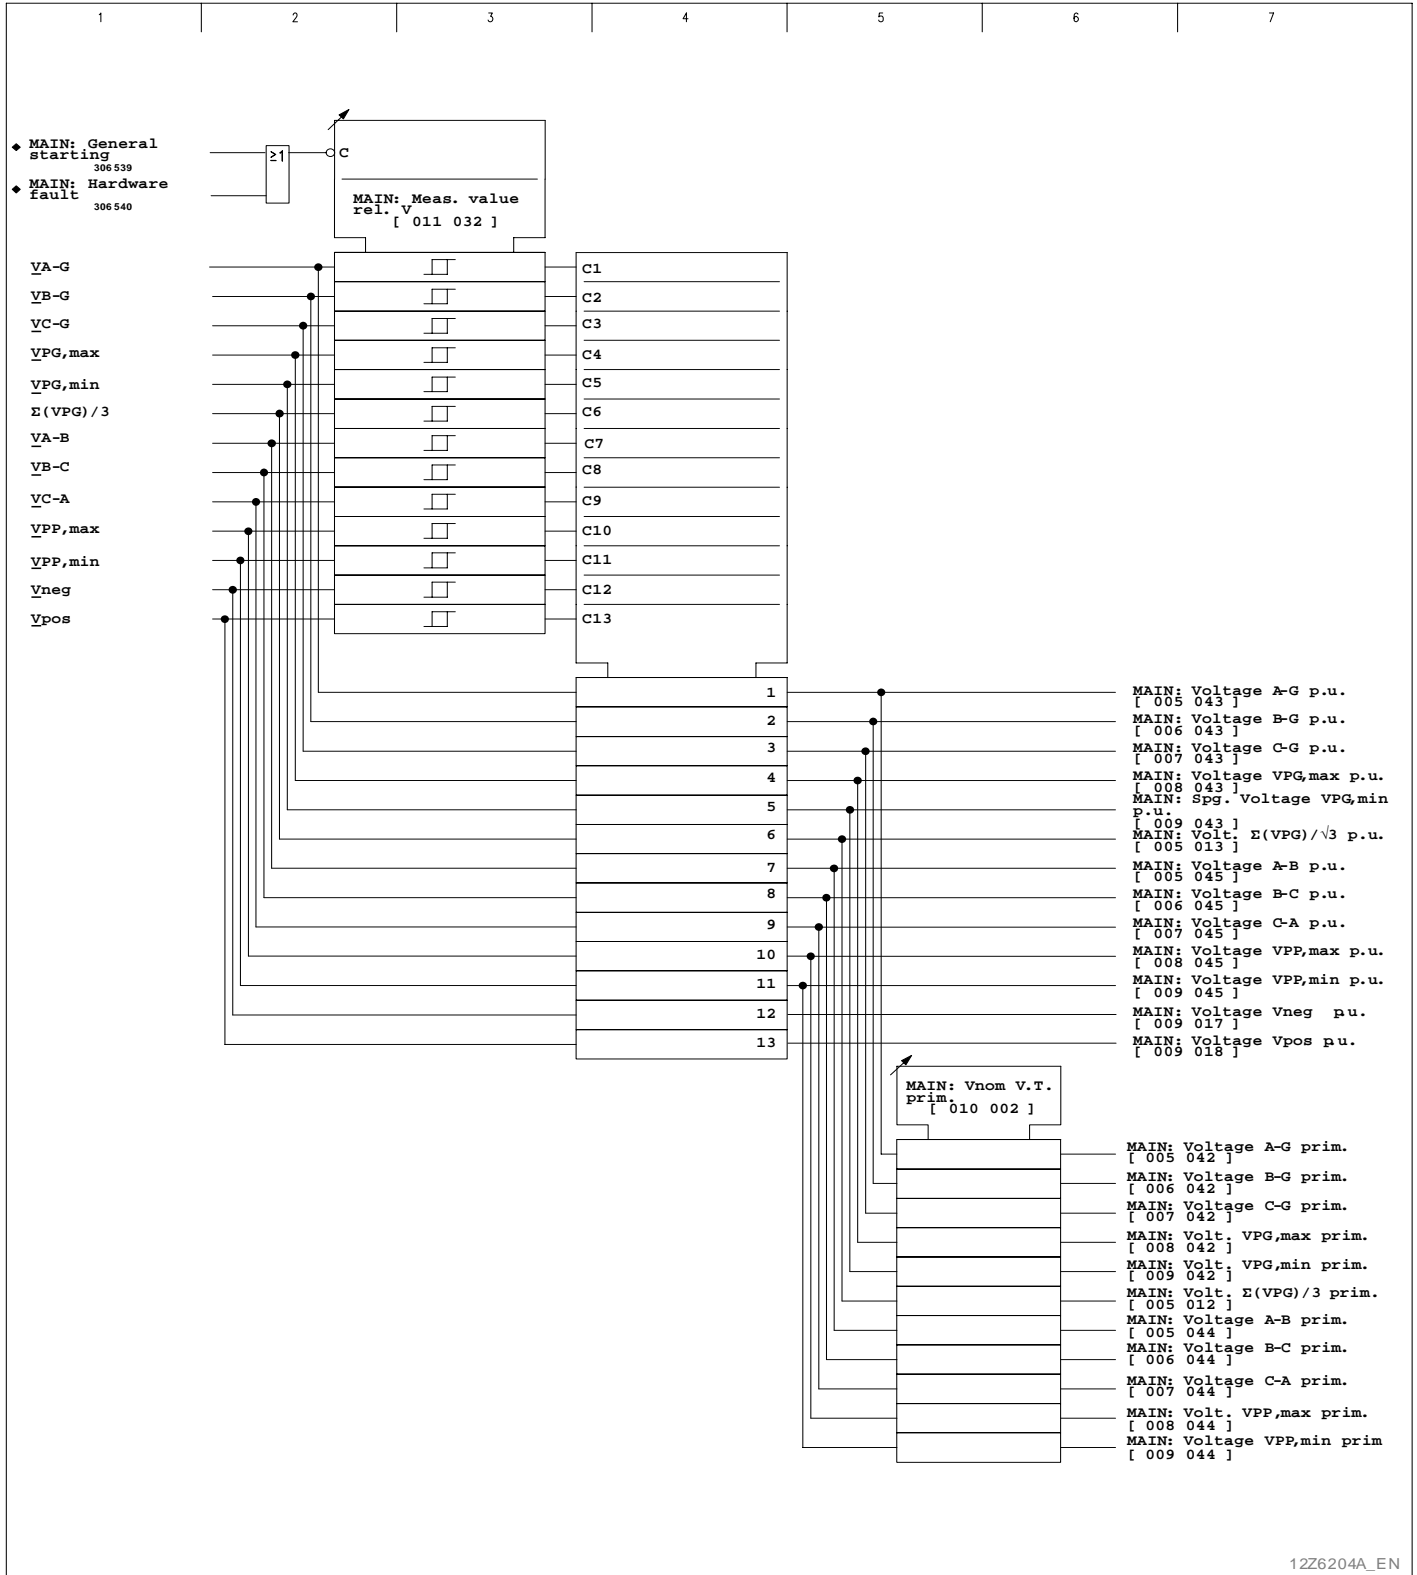 1 2 3 4 5 6 7
◆ MAIN: General
starting
306 539
≥1
C
◆ MAIN: Hardware
fault
306 540
MAIN: Meas. value
rel. V
[ 011 032 ]
VA-G
C1
VB-G
C2
VC-G
C3
VPG,max
C4
VPG,min
C5
Σ(VPG)/3
C6
VA-B
C7
VB-C
C8
VC-A
C9
VPP,max
C10
VPP,min
C11
Vneg
C12
Vpos
C13
1
MAIN: Voltage A-G p.u.
[ 005 043 ]
2
MAIN: Voltage B-G p.u.
[ 006 043 ]
3
MAIN: Voltage C-G p.u.
[ 007 043 ]
4
MAIN: Voltage VPG,max p.u.
[ 008 043 ]
5
MAIN: Spg. Voltage VPG,min
p.u.
[ 009 043 ]
6
MAIN: Volt. Σ(VPG)/√3 p.u.
[ 005 013 ]
7
MAIN: Voltage A-B p.u.
[ 005 045 ]
8
MAIN: Voltage B-C p.u.
[ 006 045 ]
9
MAIN: Voltage C-A p.u.
[ 007 045 ]
10
MAIN: Voltage VPP,max p.u.
[ 008 045 ]
11
MAIN: Voltage VPP,min p.u.
[ 009 045 ]
12
MAIN: Voltage Vneg p.u.
[ 009 017 ]
13
MAIN: Voltage Vpos p.u.
[ 009 018 ]
MAIN: Vnom V.T.
prim.
[ 010 002 ]
MAIN: Voltage A-G prim.
[ 005 042 ]
MAIN: Voltage B-G prim.
[ 006 042 ]
MAIN: Voltage C-G prim.
[ 007 042 ]
MAIN: Volt. VPG,max prim.
[ 008 042 ]
MAIN: Volt. VPG,min prim.
[ 009 042 ]
MAIN: Volt. Σ(VPG)/3 prim.
[ 005 012 ]
MAIN: Voltage A-B prim.
[ 005 044 ]
MAIN: Voltage B-C prim.
[ 006 044 ]
MAIN: Voltage C-A prim.
[ 007 044 ]
MAIN: Volt. VPP,max prim.
[ 008 044 ]
MAIN: Voltage VPP,min prim
[ 009 044 ]
12Z6204A_EN